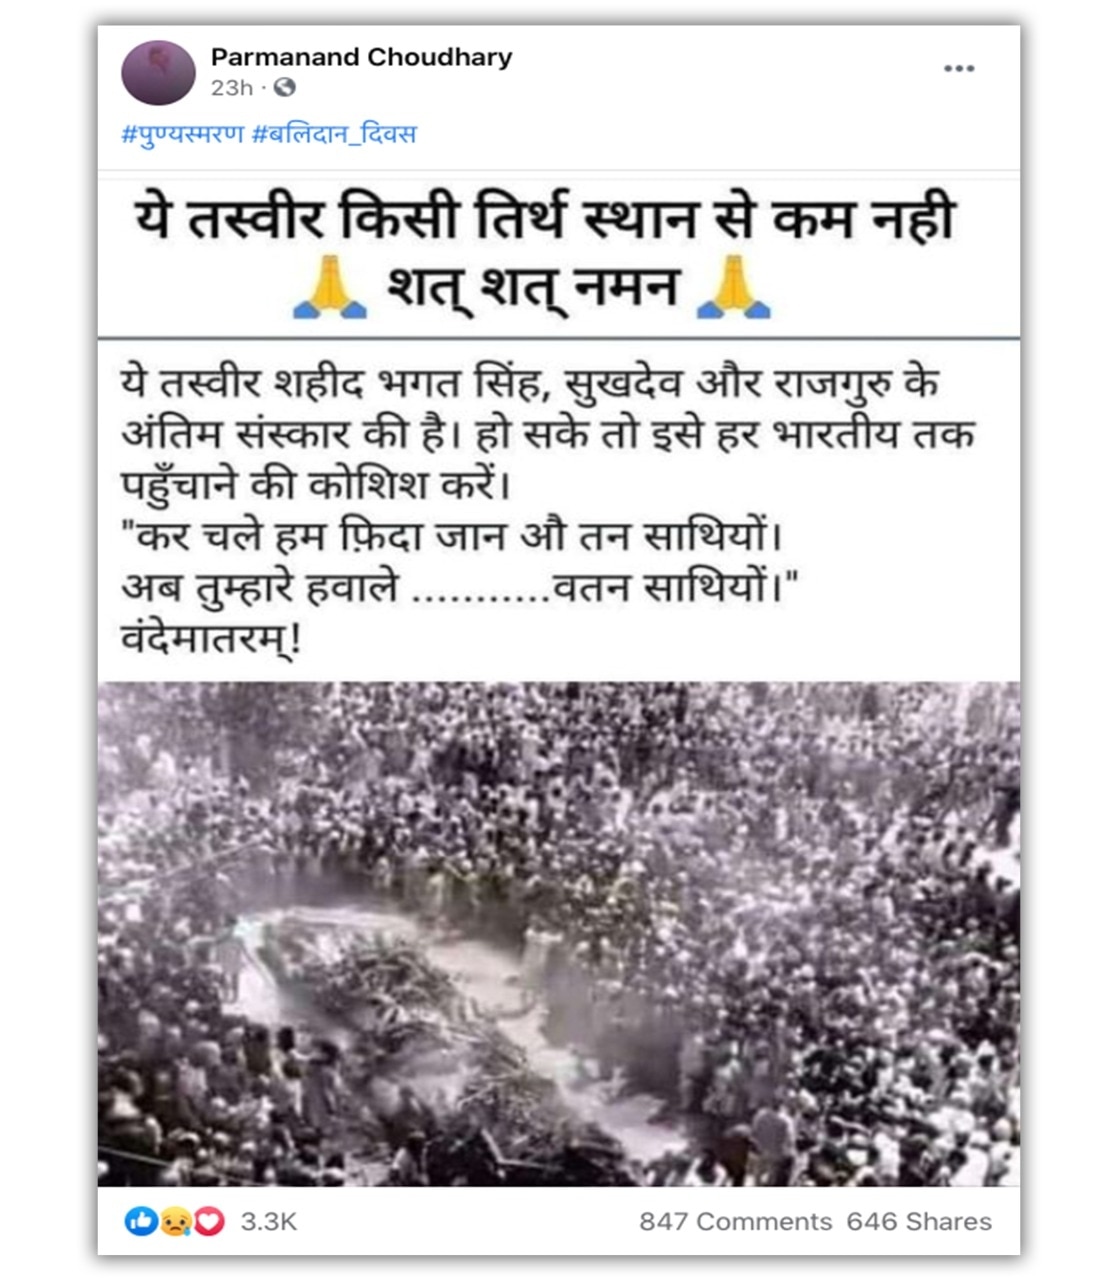 Parmanand Choudhary
23h ·
#पुण्यस्मरण #बलिदान_दिवस
ये तस्वीर किसी तिर्थ स्थान से कम नही
🙏 शत् शत् नमन 🙏
ये तस्वीर शहीद भगत सिंह, सुखदेव और राजगुरु के
अंतिम संस्कार की है। हो सके तो इसे हर भारतीय तक
पहुँचाने की कोशिश करें।
"कर चले हम फ़िदा जान औ तन साथियों।
अब तुम्हारे हवाले ...........वतन साथियों।"
वंदेमातरम्!
3.3K
847 Comments 646 Shares